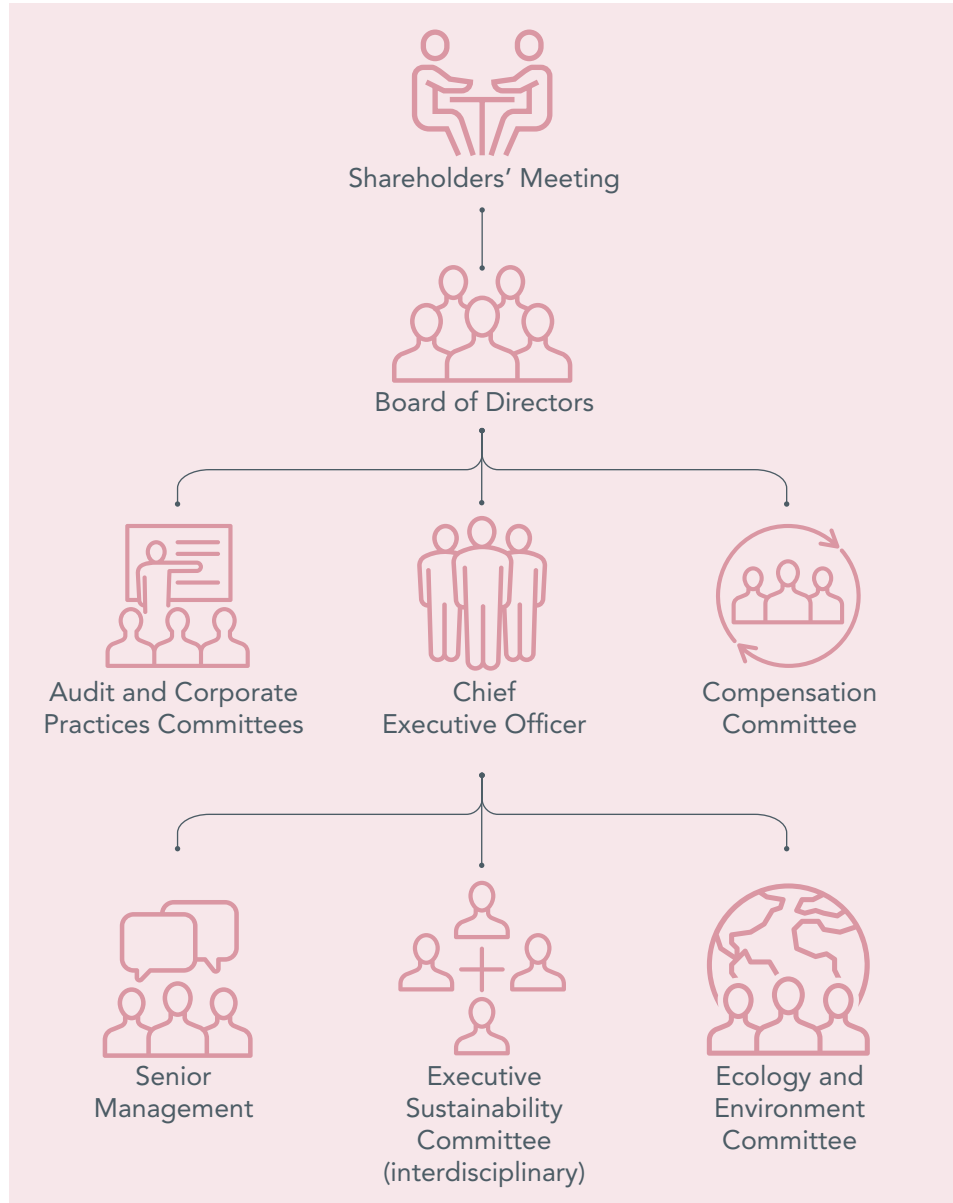 Shareholders’ Meeting
Board of Directors
Audit and Corporate
Practices Committees
Chief
Executive Officer
Compensation
Committee
Senior
Management
Executive
Sustainability
Committee
(interdisciplinary)
Ecology and
Environment
Committee